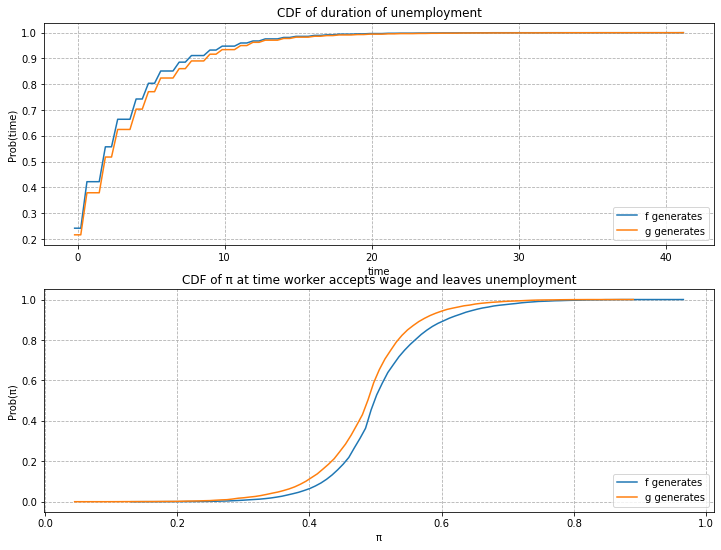 CDF of duration of unemployment
1.0
0.9
0.8
0.7
0.6
0.5
0.4
0.3
0.2
Prob(time)
f generates
g generates
0 10 20 30 40
time
CDF of π at time worker accepts wage and leaves unemployment
1.0
0.8
0.6
0.4
0.2
0.0
Prob(π)
f generates
g generates
0.0 0.2 0.4 0.6 0.8 1.0
π